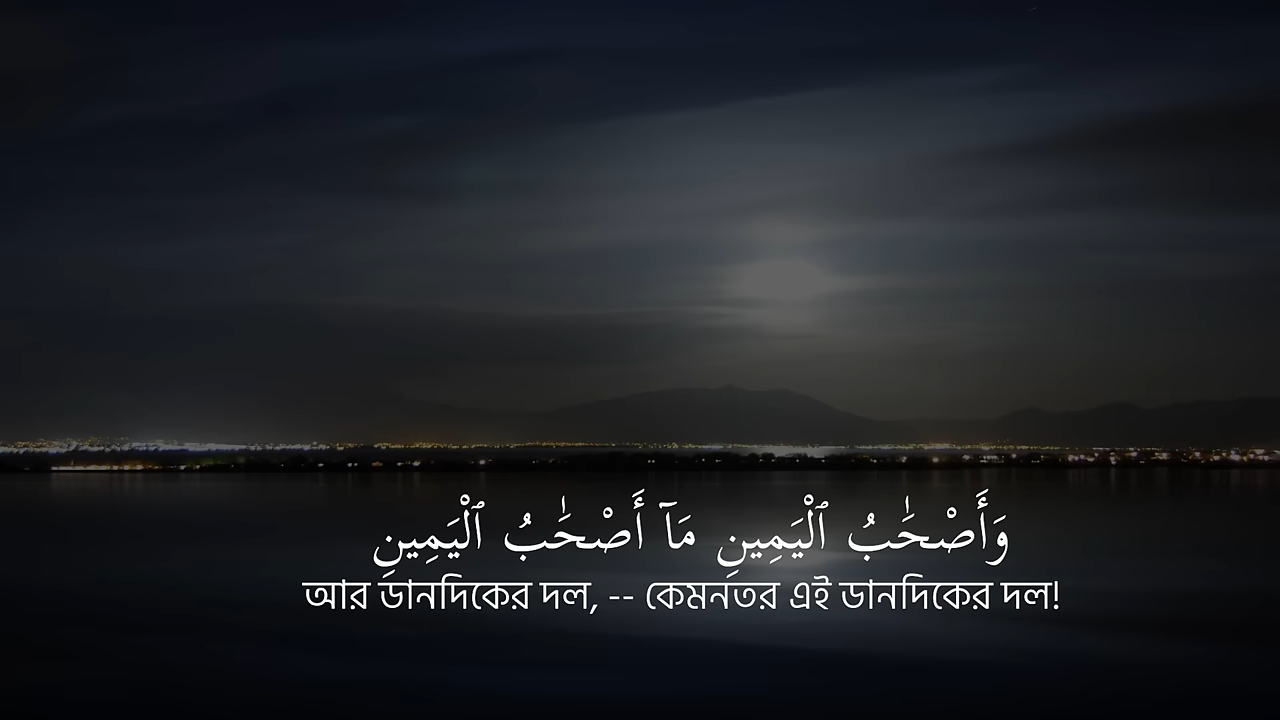 وَأَصْحَٰبُ ٱلْيَمِينِ مَآ أَصْحَٰبُ ٱلْيَمِينِ
আর ডানদিকের দল, -- কেমনতর এই ডানদিকের দল!